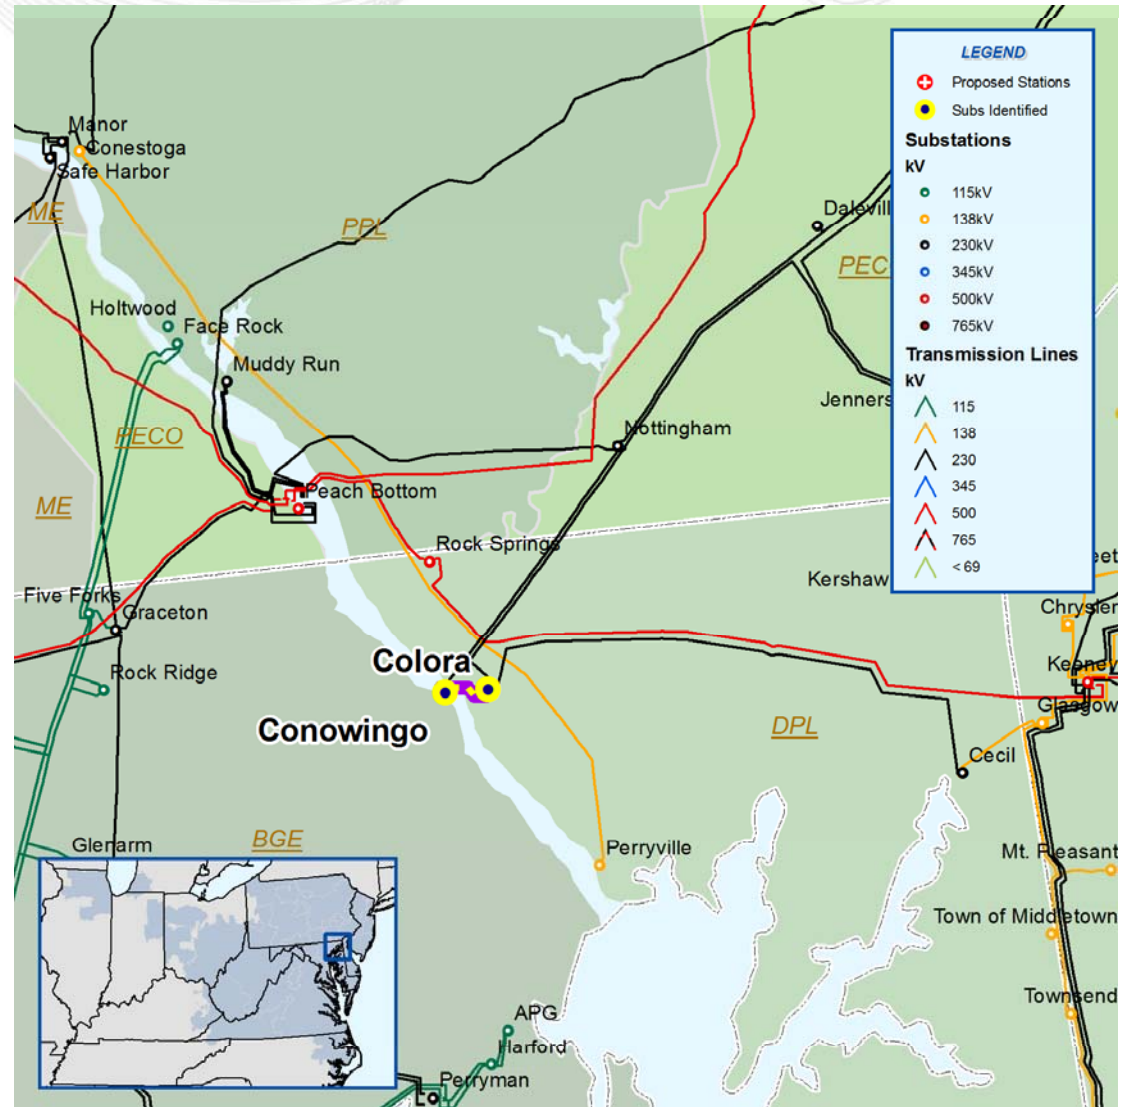 LEGEND
Proposed Stations
Subs Identified
Substations
kV
115kV
138kV
230kV
345kV
500kV
765kV
Transmission Lines
kV
115
138
230
345
500
765
< 69
Manor
Conestoga
Safe Harbor
ME
PPL
Dalevill
PEC
Holtwood
Face Rock
Muddy Run
Jenners
PECO
Nottingham
ME
Peach Bottom
Rock Springs
Kershaw
eet
Five Forks
Graceton
Chrysler
Rock Ridge
Colora
Keeney
Glasgow
Conowingo
DPL
Cecil
BGE
Glenarm
Perryville
Mt. Pleasant
Town of Middletown
Townsend
APG
Harford
Perryman